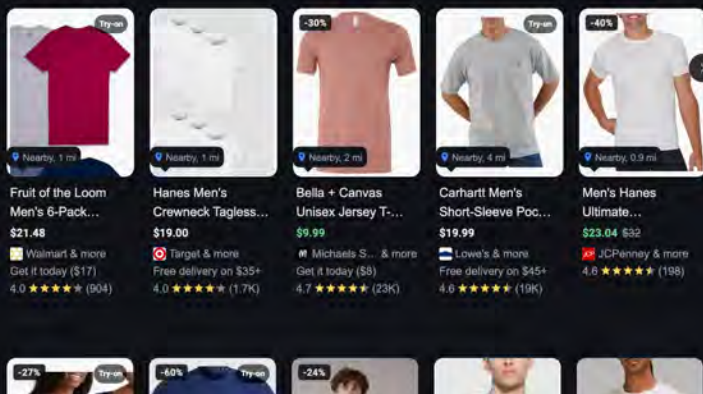 Try-on
-30%
Try-on
-40%
Nearby, 1 mi
Nearby, 1 mi
Nearby, 2 mi
Nearby, 4 mi
Nearby, 0.9 mi
Fruit of the Loom
Men's 6-Pack...
$21.48
Walmart & more
Get it today ($17)
4.0 ★★★★★ (904)
Hanes Men's
Crewneck Tagless...
$19.00
Target & more
Free delivery on $35+
4.0 ★★★★★ (1.7K)
Bella + Canvas
Unisex Jersey T-...
$9.99
Michaels S... & more
Get it today ($8)
4.7 ★★★★★ (23K)
Carhartt Men's
Short-Sleeve Poc...
$19.99
Lowe's & more
Free delivery on $45+
4.6 ★★★★★ (19K)
Men's Hanes
Ultimate...
$23.04 $32
JCP
JCPenney & more
4.6 ★★★★★ (198)
-27%
Try-on
-60%
Try-on
-24%